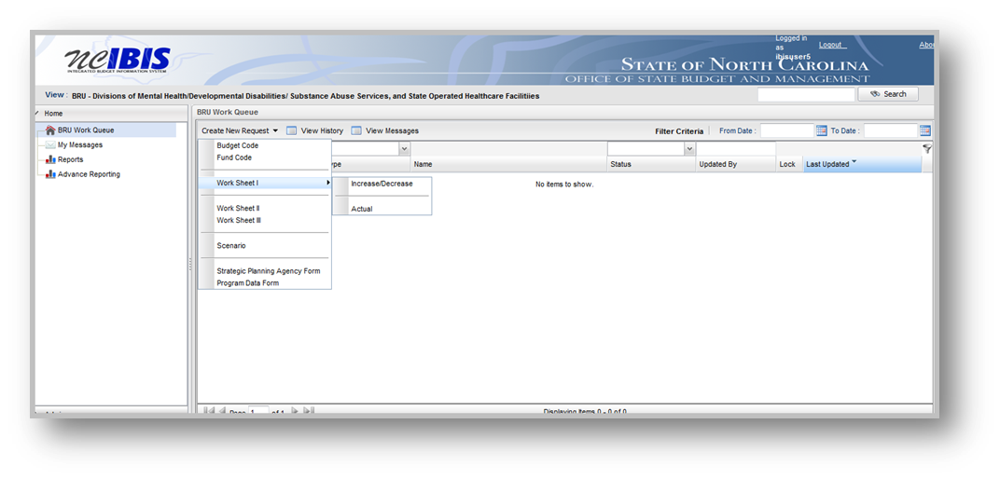 Logged in
as
ibisuser5
Logout
Abou
ncIBIS
INTEGRATED BUDGET INFORMATION SYSTEM
STATE OF NORTH CAROLINA
OFFICE OF STATE BUDGET AND MANAGEMENT
View : BRU - Divisions of Mental Health/Developmental Disabilities/ Substance Abuse Services, and State Operated Healthcare Facilitiies
Search
Home
BRU Work Queue
My Messages
Reports
Advance Reporting
BRU Work Queue
Create New Request View History View Messages Filter Criteria From Date : To Date :
ype Name Status Updated By Lock Last Updated
No items to show.
Budget Code
Fund Code
Work Sheet I
Increase/Decrease
Actual
Work Sheet II
Work Sheet III
Scenario
Strategic Planning Agency Form
Program Data Form
Page 1 of 1 Displaying Items 0 - 0 of 0